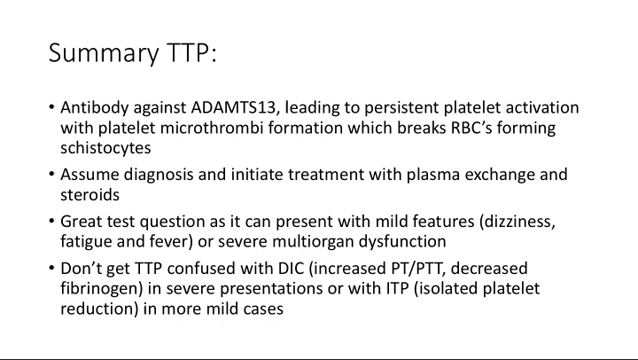 Summary TTP:
• Antibody against ADAMTS13, leading to persistent platelet activation
with platelet microthrombi formation which breaks RBC’s forming
schistocytes
• Assume diagnosis and initiate treatment with plasma exchange and
steroids
• Great test question as it can present with mild features (dizziness,
fatigue and fever) or severe multiorgan dysfunction
• Don’t get TTP confused with DIC (increased PT/PTT, decreased
fibrinogen) in severe presentations or with ITP (isolated platelet
reduction) in more mild cases